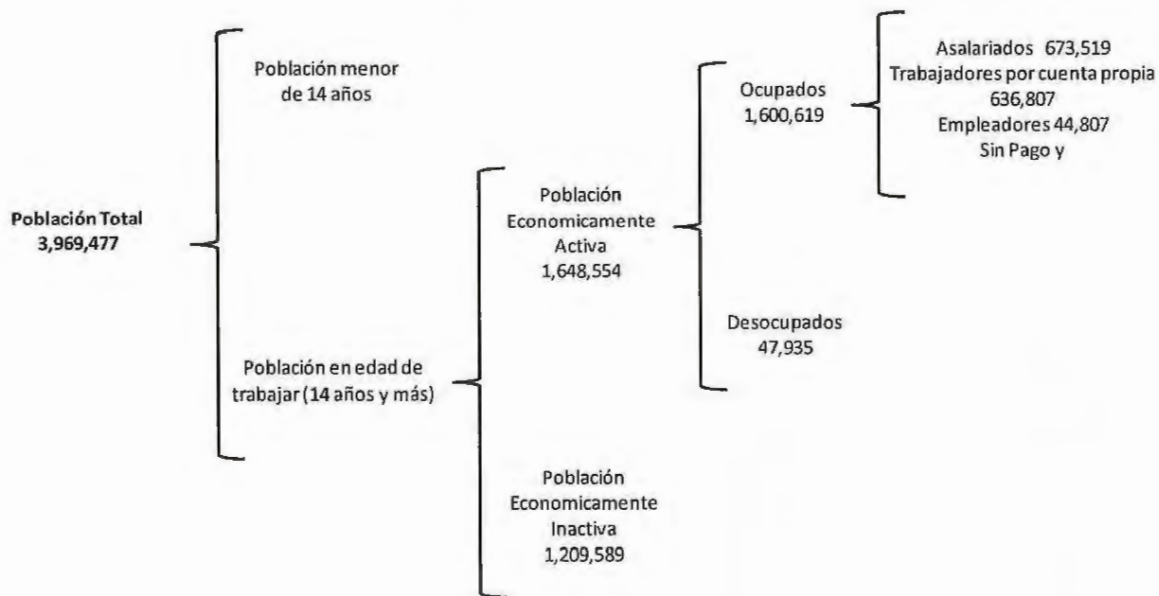 Población Total
3,969,477
Población menor
de 14 años
Población en edad de
trabajar (14 años y más)
Población
Economicamente
Activa
1,648,554
Población
Economicamente
Inactiva
1,209,589
Ocupados
1,600,619
Desocupados
47,935
Asalariados 673,519
Trabajadores por cuenta propia
636,807
Empleadores 44,807
Sin Pago y